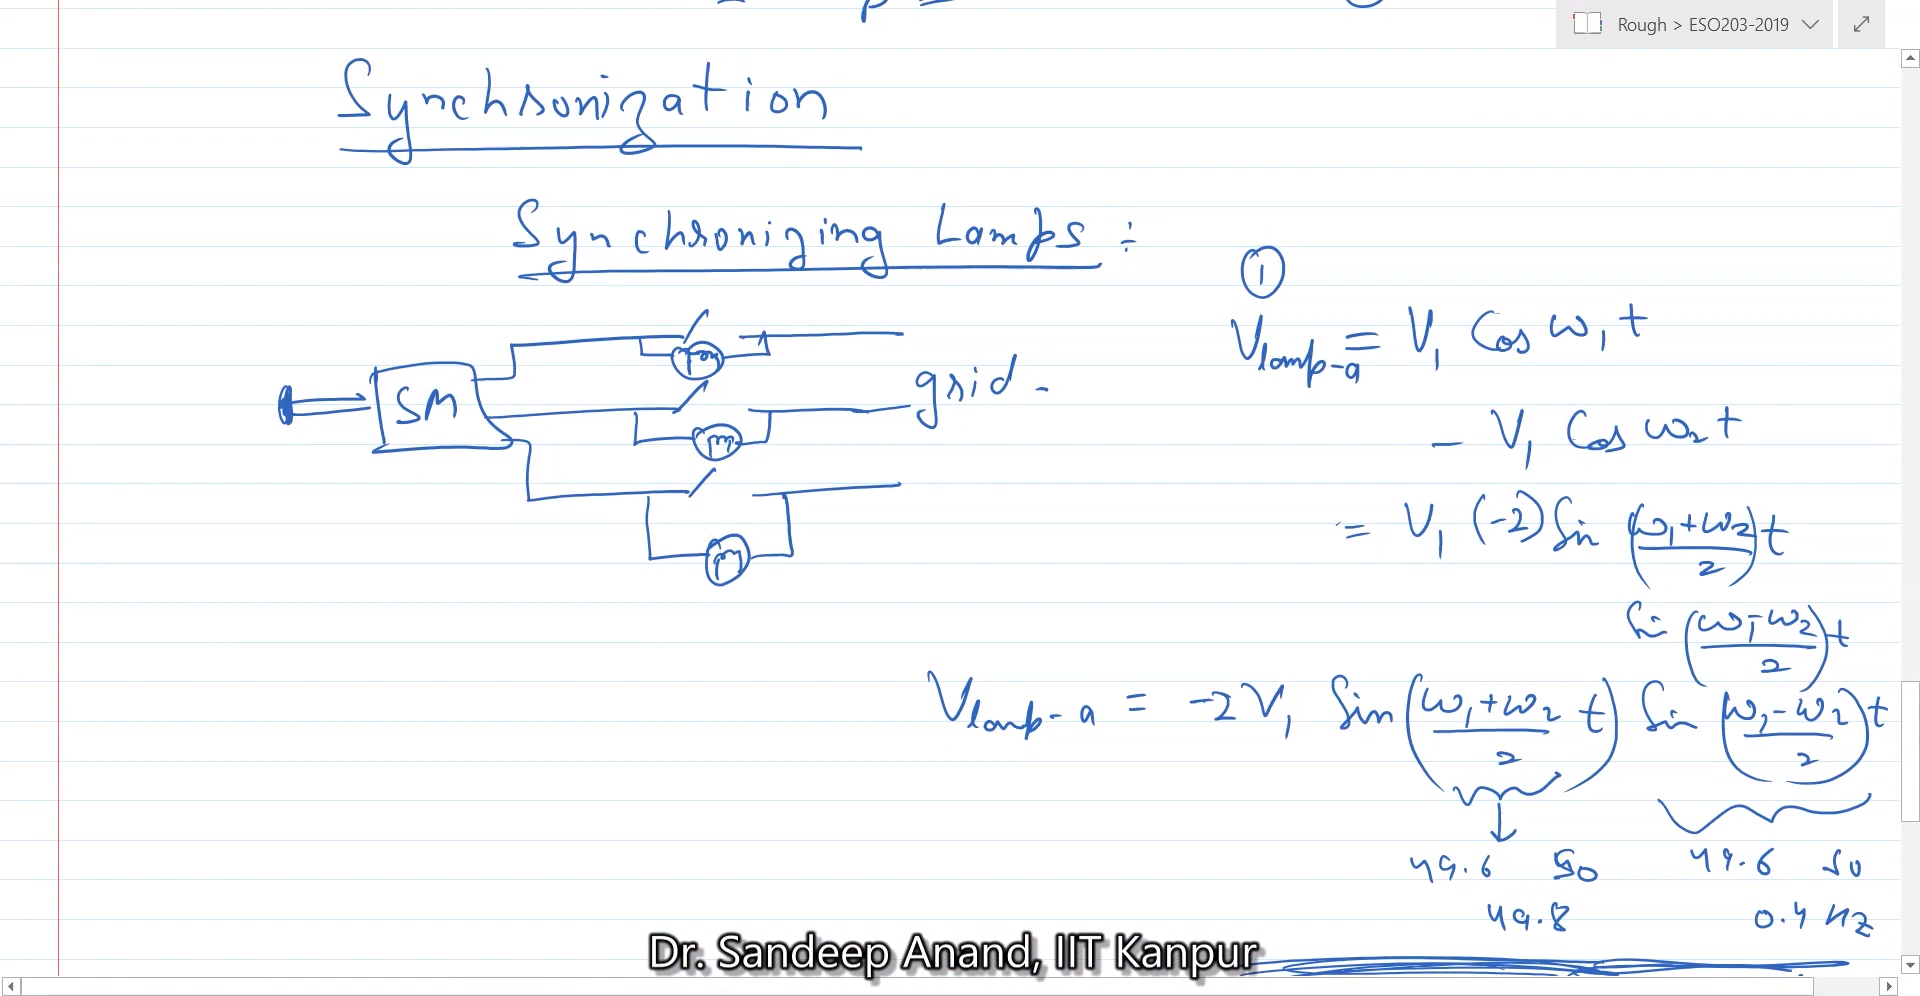 Rough > ESO203-2019
Synchronization
Synchronizing Lamps :
SM
grid -
①
Vlamp-a = V₁ Cos ω₁t
- V₁ Cos ω₂t
= V₁ (-2) Sin (ω₁+ω₂/2)t
Sin (ω₁-ω₂/2)t
Vlamp-a = -2V₁ Sin(ω₁+ω₂/2 t) Sin(ω₁-ω₂/2)t
49.6 50 49.6 50
49.8 0.4 Hz
Dr. Sandeep Anand, IIT Kanpur